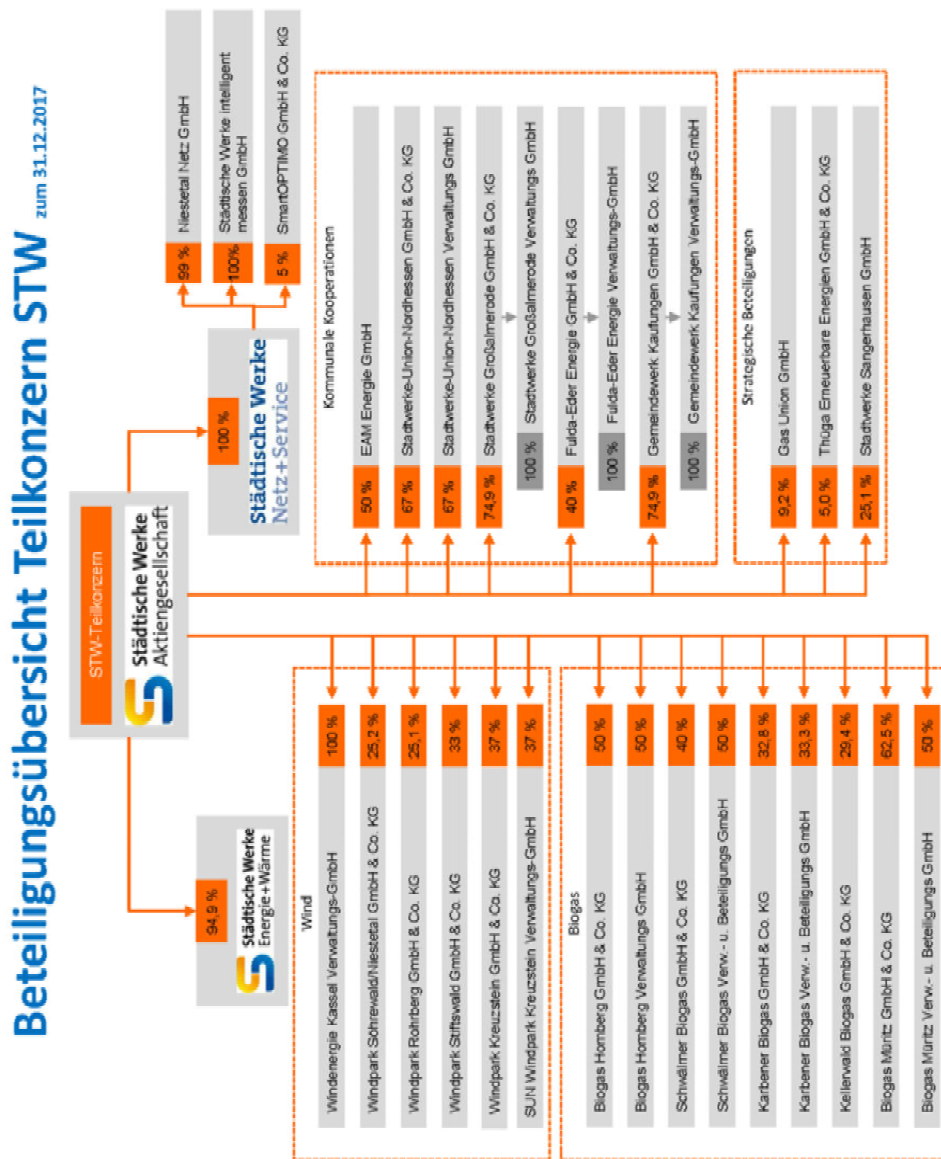 Beteiligungsübersicht Teilkonzern STW zum 31.12.2017
STW-Teilkonzern
Städtische Werke
Aktiengesellschaft
94,9 %
Städtische Werke
Energie+Wärme
100 %
Städtische Werke
Netz+Service
99 % Niestetal Netz GmbH
100% Städtische Werke intelligent
messen GmbH
5 % SmartOPTIMO GmbH & Co. KG
Wind
Windenergie Kassel Verwaltungs-GmbH 100 %
Windpark Söhrewald/Niestetal GmbH & Co. KG 25,2 %
Windpark Rohrberg GmbH & Co. KG 25,1 %
Windpark Stiftswald GmbH & Co. KG 33 %
Windpark Kreuzstein GmbH & Co. KG 37 %
SUN Windpark Kreuzstein Verwaltungs-GmbH 37 %
Biogas
Biogas Homberg GmbH & Co. KG 50 %
Biogas Homberg Verwaltungs GmbH 50 %
Schwälmer Biogas GmbH & Co. KG 40 %
Schwälmer Biogas Verw.- u. Beteiligungs GmbH 50 %
Karbener Biogas GmbH & Co. KG 32,8 %
Karbener Biogas Verw.- u. Beteiligungs GmbH 33,3 %
Kellerwald Biogas GmbH & Co. KG 29,4 %
Biogas Müritz GmbH & Co. KG 62,5 %
Biogas Müritz Verw.- u. Beteiligungs GmbH 50 %
Kommunale Kooperationen
50 % EAM Energie GmbH
67 % Stadtwerke-Union-Nordhessen GmbH & Co. KG
67 % Stadtwerke-Union-Nordhessen Verwaltungs GmbH
74,9 % Stadtwerke Großalmerode GmbH & Co. KG
100 % Stadtwerke Großalmerode Verwaltungs GmbH
40 % Fulda-Eder Energie GmbH & Co. KG
100 % Fulda-Eder Energie Verwaltungs-GmbH
74,9 % Gemeindewerk Kaufungen GmbH & Co. KG
100 % Gemeindewerk Kaufungen Verwaltungs-GmbH
Strategische Beteiligungen
9,2 % Gas Union GmbH
5,0 % Thüga Erneuerbare Energien GmbH & Co. KG
25,1 % Stadtwerke Sangerhausen GmbH